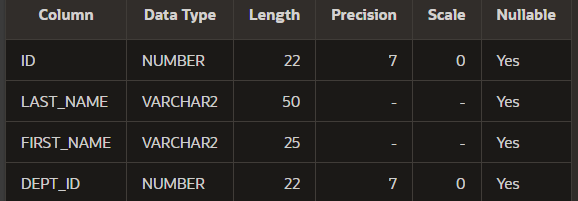 Column Data Type Length Precision Scale Nullable
ID NUMBER 22 7 0 Yes
LAST_NAME VARCHAR2 50 - - Yes
FIRST_NAME VARCHAR2 25 - - Yes
DEPT_ID NUMBER 22 7 0 Yes